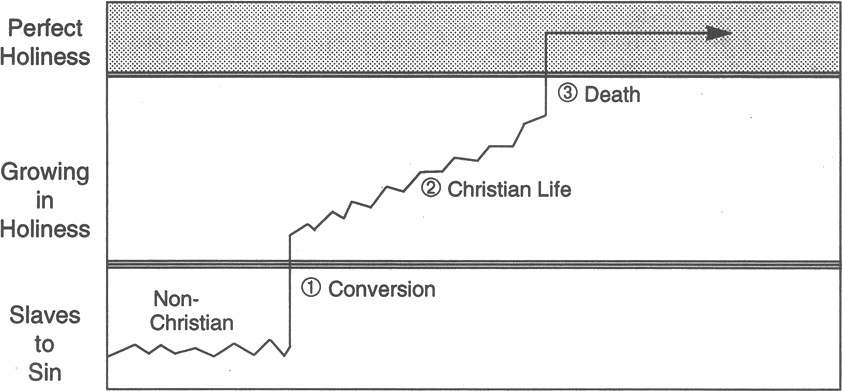 Perfect
Holiness
③ Death
Growing
in
Holiness
② Christian Life
① Conversion
Non-
Christian
Slaves
to
Sin